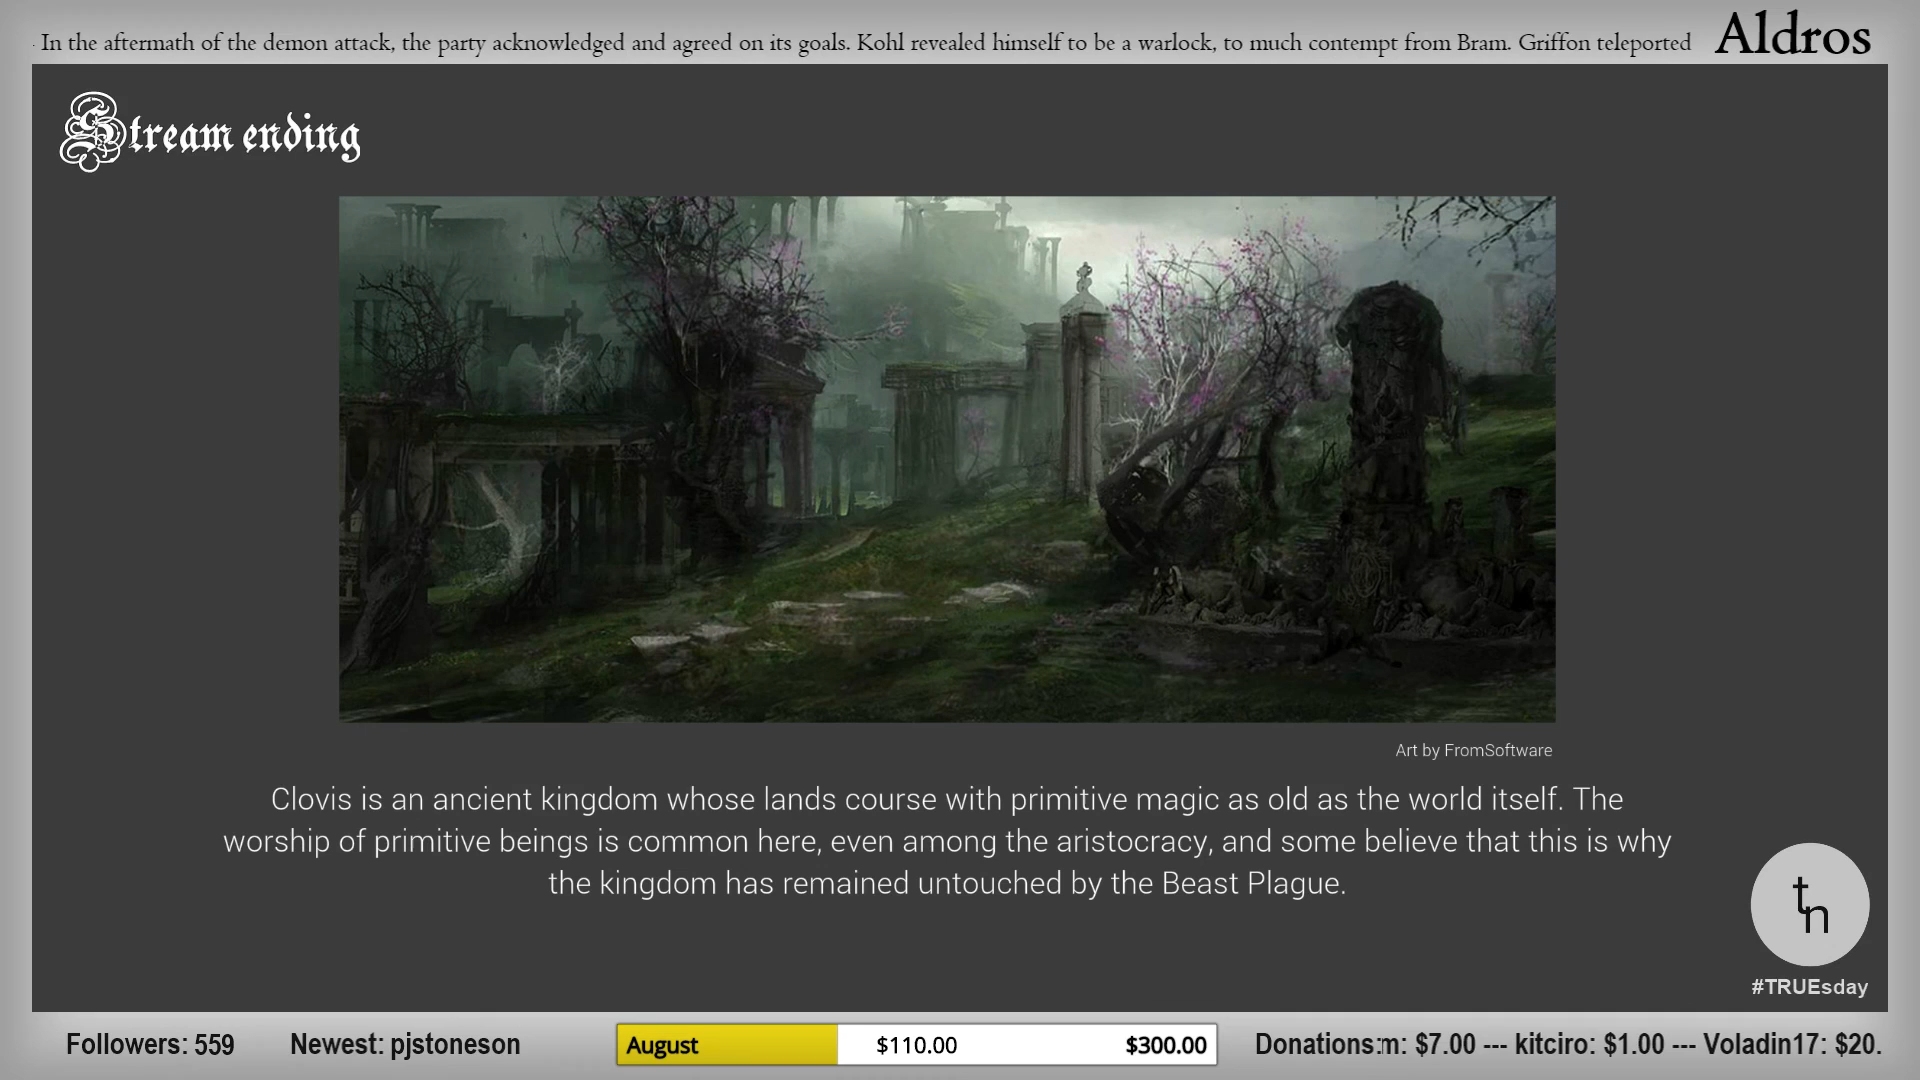 In the aftermath of the demon attack, the party acknowledged and agreed on its goals. Kohl revealed himself to be a warlock, to much contempt from Bram. Griffon teleported
Aldros
Stream ending
Art by FromSoftware
Clovis is an ancient kingdom whose lands course with primitive magic as old as the world itself. The
worship of primitive beings is common here, even among the aristocracy, and some believe that this is why
the kingdom has remained untouched by the Beast Plague.
tn
#TRUEsday
Followers: 559 Newest: pjstoneson August $110.00 $300.00 Donations:m: $7.00 --- kitciro: $1.00 --- Voladin17: $20.